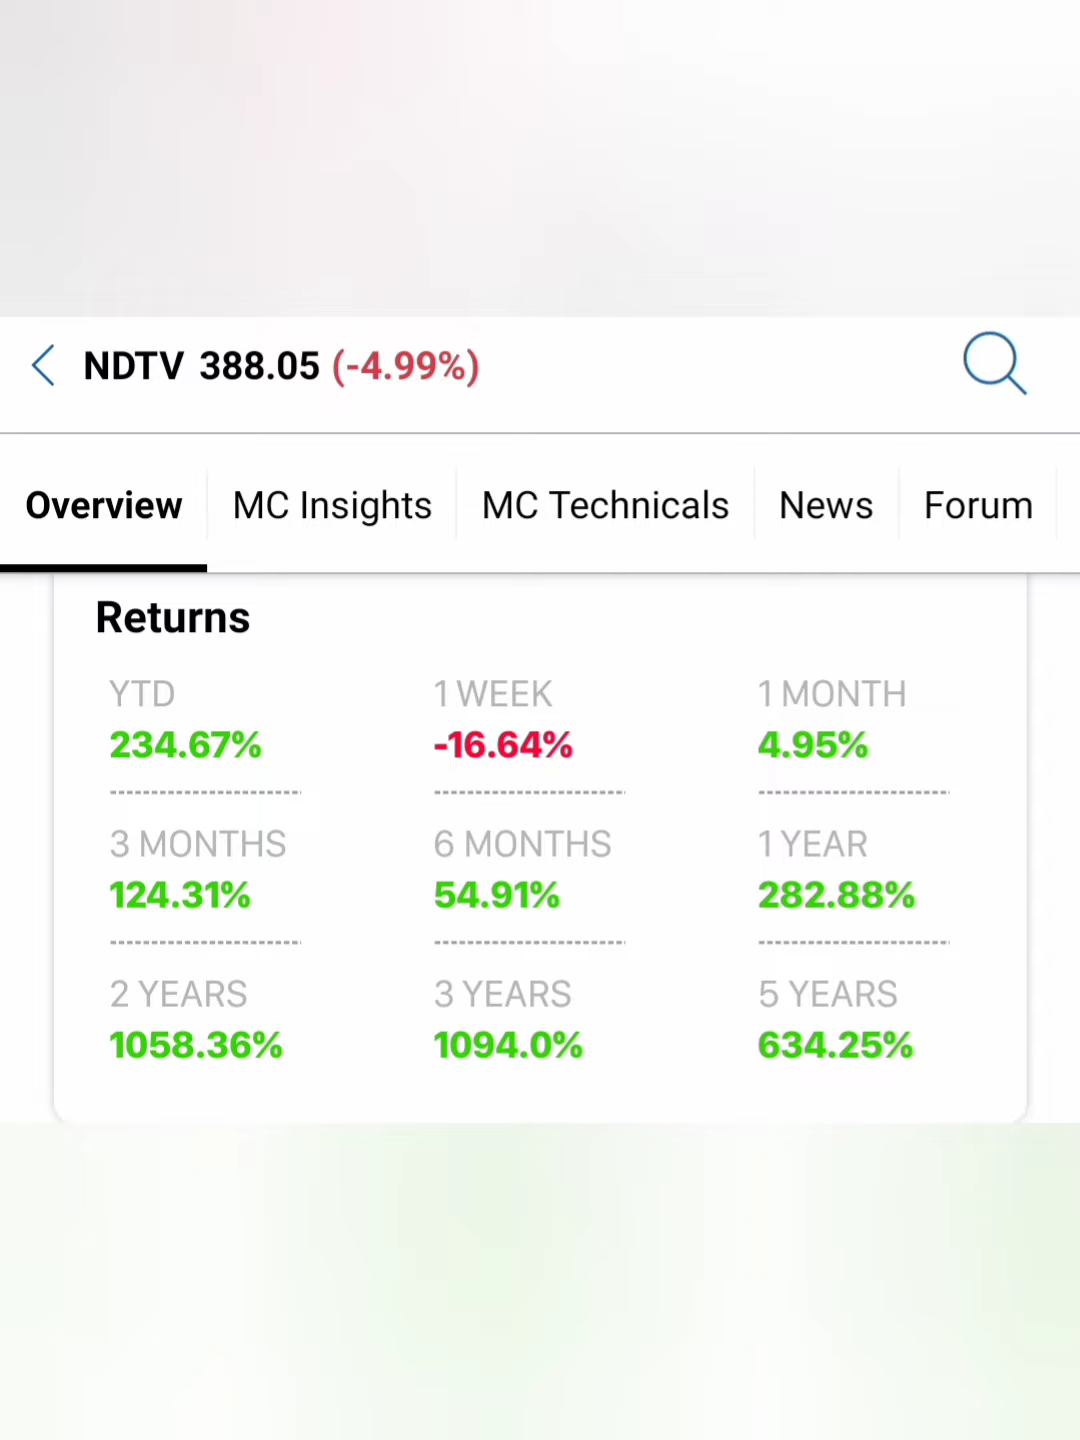 NDTV 388.05 (-4.99%)
Overview MC Insights MC Technicals News Forum
Returns
YTD 1 WEEK 1 MONTH
234.67% -16.64% 4.95%
3 MONTHS 6 MONTHS 1 YEAR
124.31% 54.91% 282.88%
2 YEARS 3 YEARS 5 YEARS
1058.36% 1094.0% 634.25%